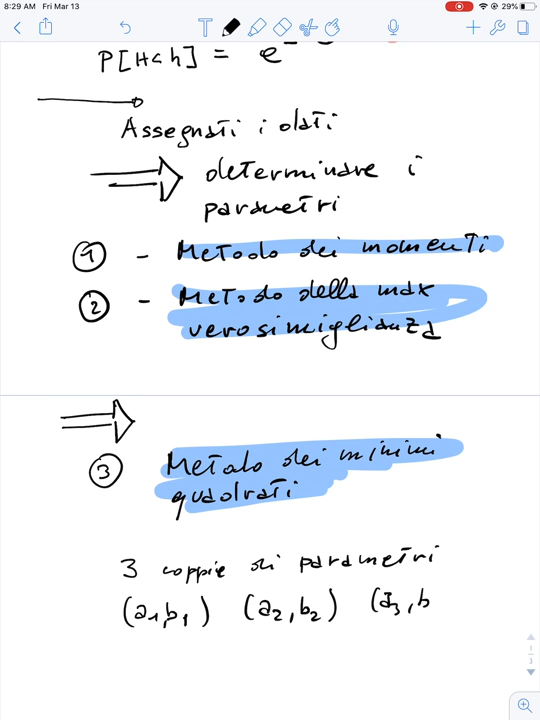 8:29 AM Fri Mar 13
29%
P[H<h] = e
Assegnati i dati
determinare i
parametri
1 - Metodo dei momenti
2 - Metodo della max
verosimiglianza
3 Metodo dei minimi
quadrati
3 coppie di parametri
(a1,b1) (a2,b2) (a3,b
1
3